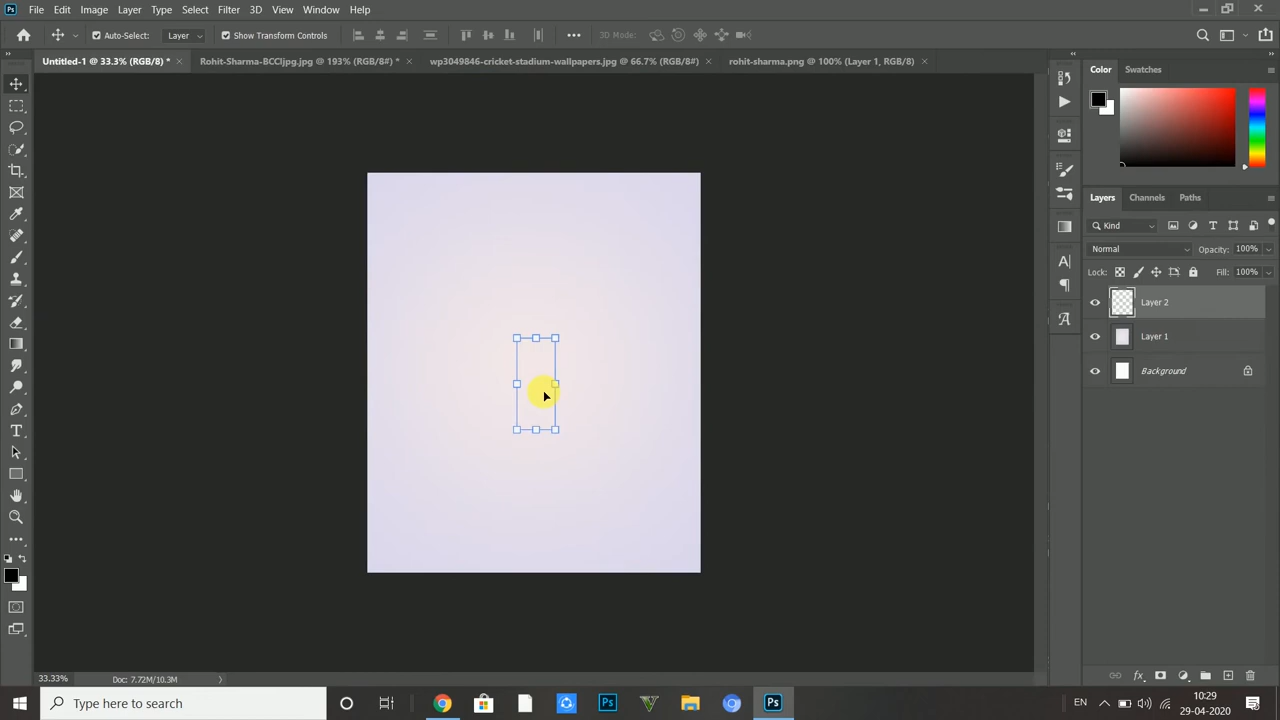 Ps File Edit Image Layer Type Select Filter 3D View Window Help
Auto-Select: Layer Show Transform Controls 3D Mode:
Untitled-1 @ 33.3% (RGB/8) * Rohit-Sharma-BCCIjpg.jpg @ 193% (RGB/8#) * wp3049846-cricket-stadium-wallpapers.jpg @ 66.7% (RGB/8#) rohit-sharma.png @ 100% (Layer 1, RGB/8)
Color Swatches
Layers Channels Paths
Kind
Normal Opacity: 100%
Lock: Fill: 100%
Layer 2
Layer 1
Background
33.33% Doc: 7.72M/10.3M
Type here to search Ps Ps EN 10:29
29-04-2020